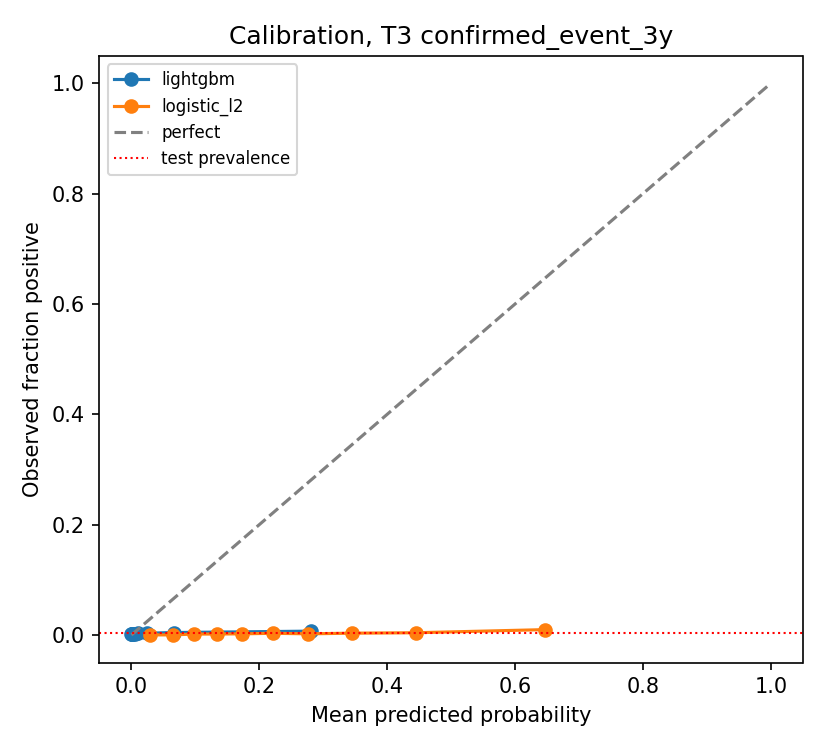 Calibration, T3 confirmed_event_3y
lightgbm
logistic_l2
perfect
test prevalence
Observed fraction positive
1.0
0.8
0.6
0.4
0.2
0.0
0.0 0.2 0.4 0.6 0.8 1.0
Mean predicted probability